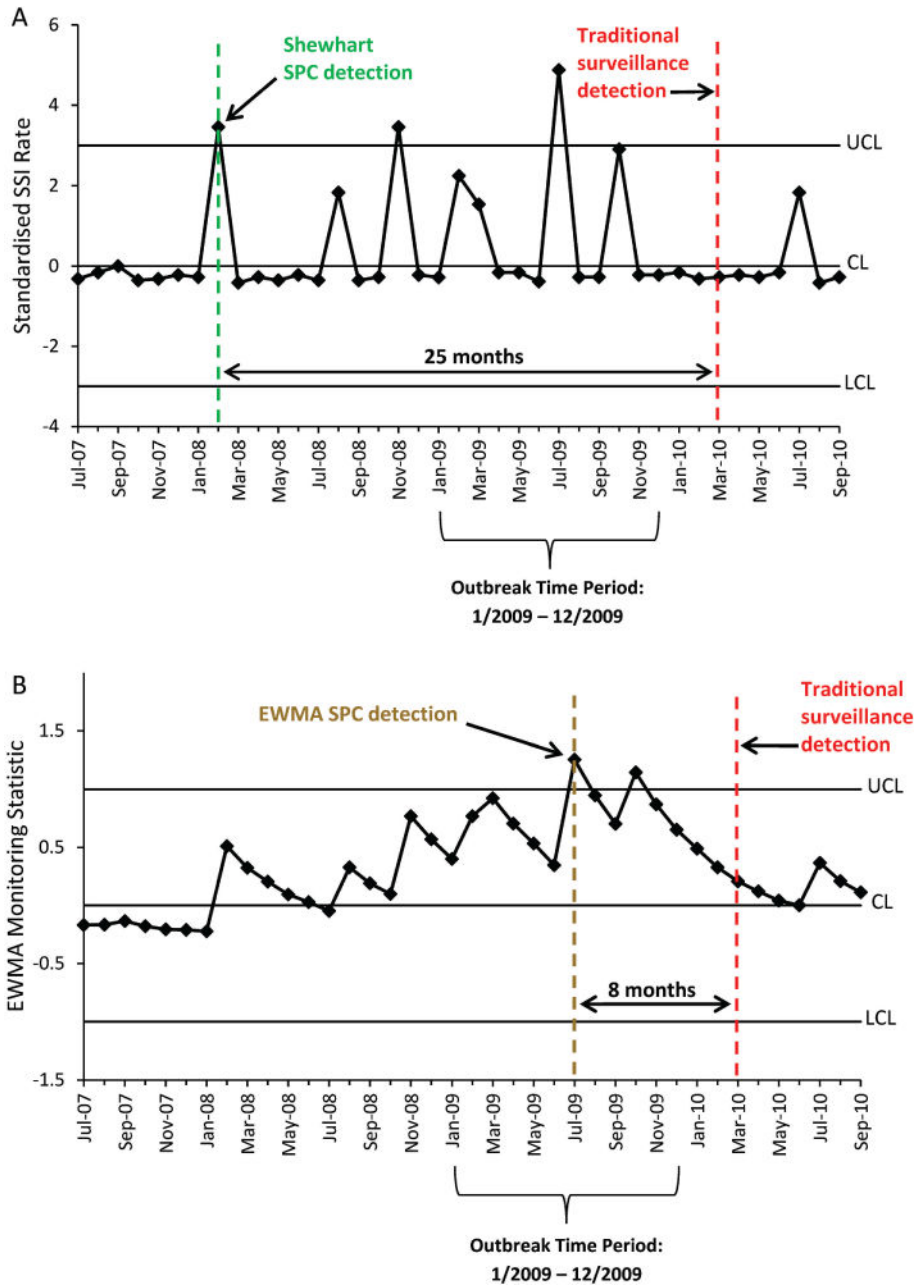 A
6
4
2
0
-2
-4
Standardised SSI Rate
Shewhart
SPC detection
Traditional
surveillance
detection
UCL
CL
LCL
25 months
Jul-07
Sep-07
Nov-07
Jan-08
Mar-08
May-08
Jul-08
Sep-08
Nov-08
Jan-09
Mar-09
May-09
Jul-09
Sep-09
Nov-09
Jan-10
Mar-10
May-10
Jul-10
Sep-10
Outbreak Time Period:
1/2009 – 12/2009
B
1.5
0.5
-0.5
-1.5
EWMA Monitoring Statistic
EWMA SPC detection
Traditional
surveillance
detection
UCL
CL
LCL
8 months
Jul-07
Sep-07
Nov-07
Jan-08
Mar-08
May-08
Jul-08
Sep-08
Nov-08
Jan-09
Mar-09
May-09
Jul-09
Sep-09
Nov-09
Jan-10
Mar-10
May-10
Jul-10
Sep-10
Outbreak Time Period:
1/2009 – 12/2009